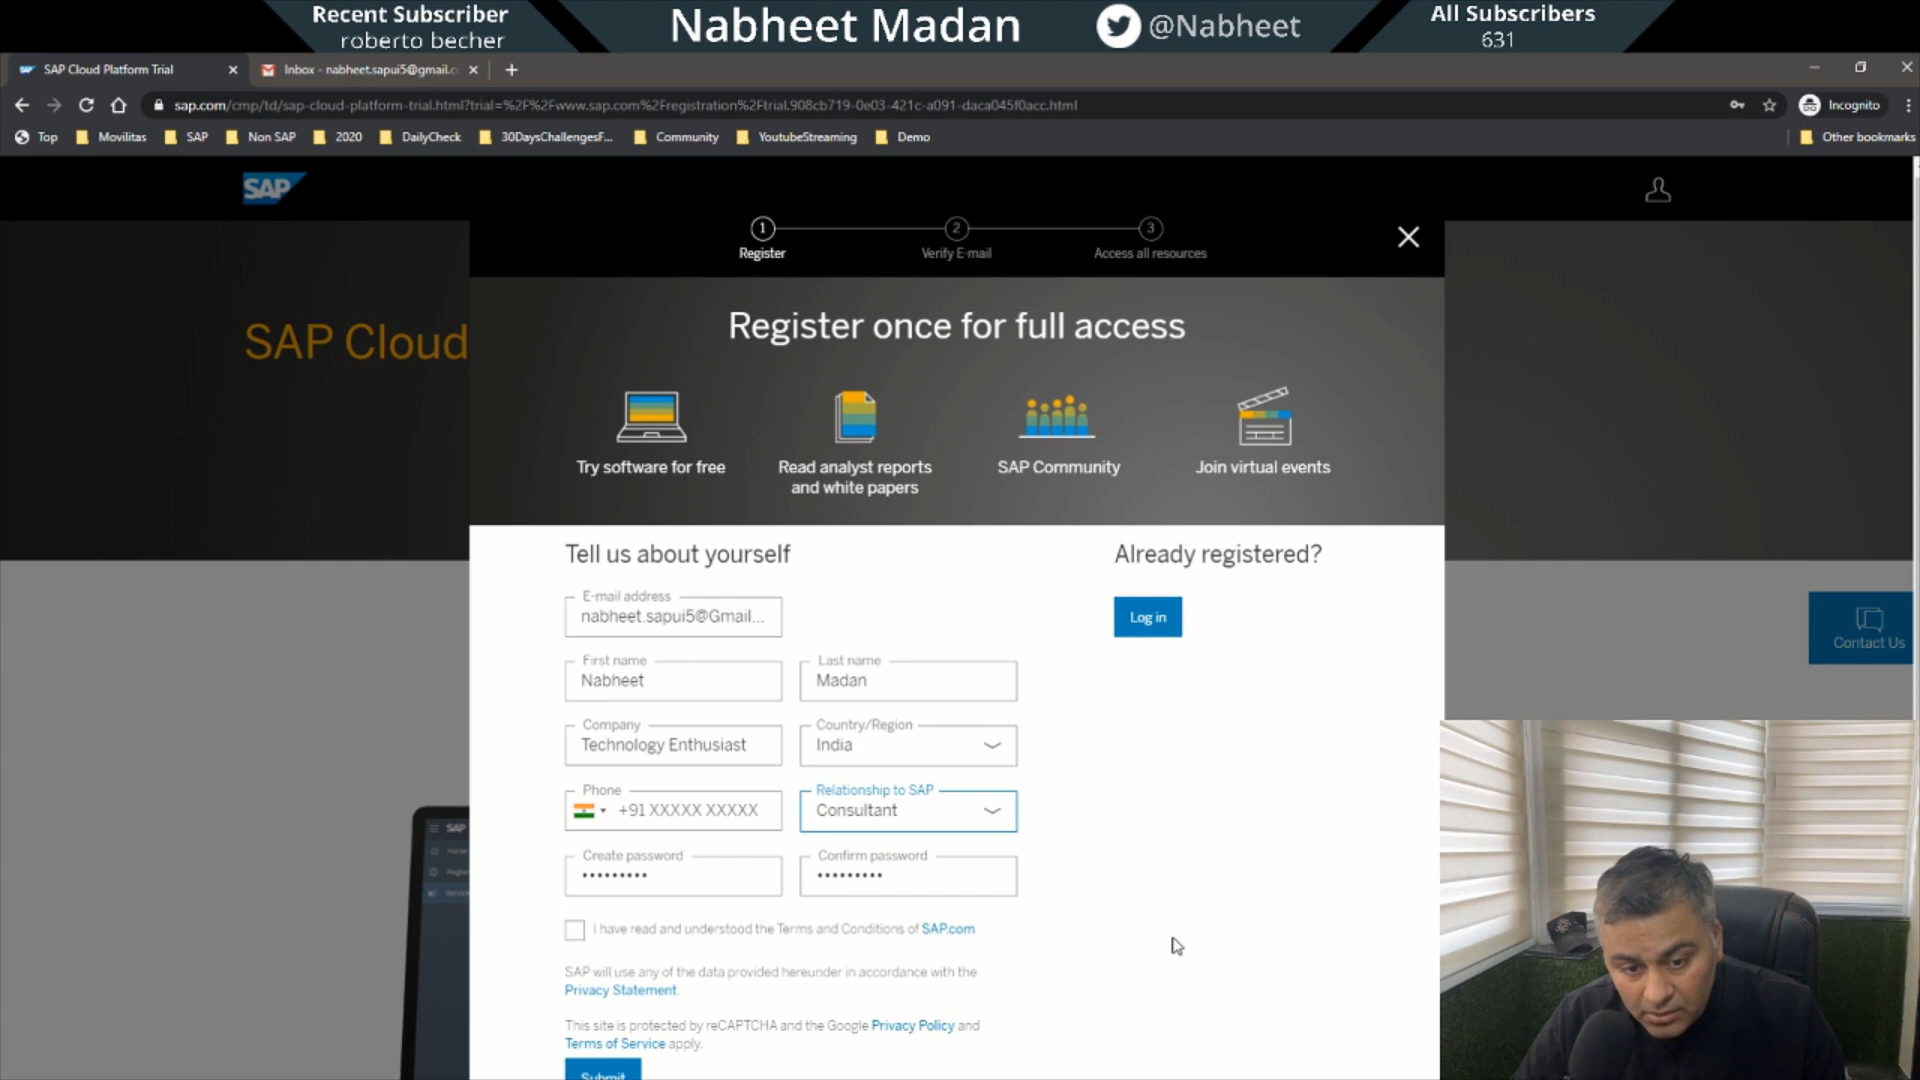 Recent Subscriber
roberto becher
Nabheet Madan
@Nabheet
All Subscribers
631
SAP Cloud Platform Trial
Inbox - nabheet.sapui5@gmail.c
sap.com/cmp/td/sap-cloud-platform-trial.html?trial=%2F%2Fwww.sap.com%2Fregistration%2Ftrial.908cb719-0e03-421c-a091-daca045f0acc.html
Incognito
Top
Movilitas
SAP
Non SAP
2020
DailyCheck
30DaysChallengesF...
Community
YoutubeStreaming
Demo
Other bookmarks
SAP
1
2
3
Register
Verify E-mail
Access all resources
Register once for full access
SAP Cloud
Try software for free
Read analyst reports
and white papers
SAP Community
Join virtual events
Tell us about yourself
Already registered?
E-mail address
nabheet.sapui5@Gmail...
Log in
Contact Us
First name
Nabheet
Last name
Madan
Company
Technology Enthusiast
Country/Region
India
Phone
+91 XXXXX XXXXX
Relationship to SAP
Consultant
Create password
•••••••••
Confirm password
•••••••••
SAP
I have read and understood the Terms and Conditions of SAP.com
SAP will use any of the data provided hereunder in accordance with the
Privacy Statement.
This site is protected by reCAPTCHA and the Google Privacy Policy and
Terms of Service apply.
Submit